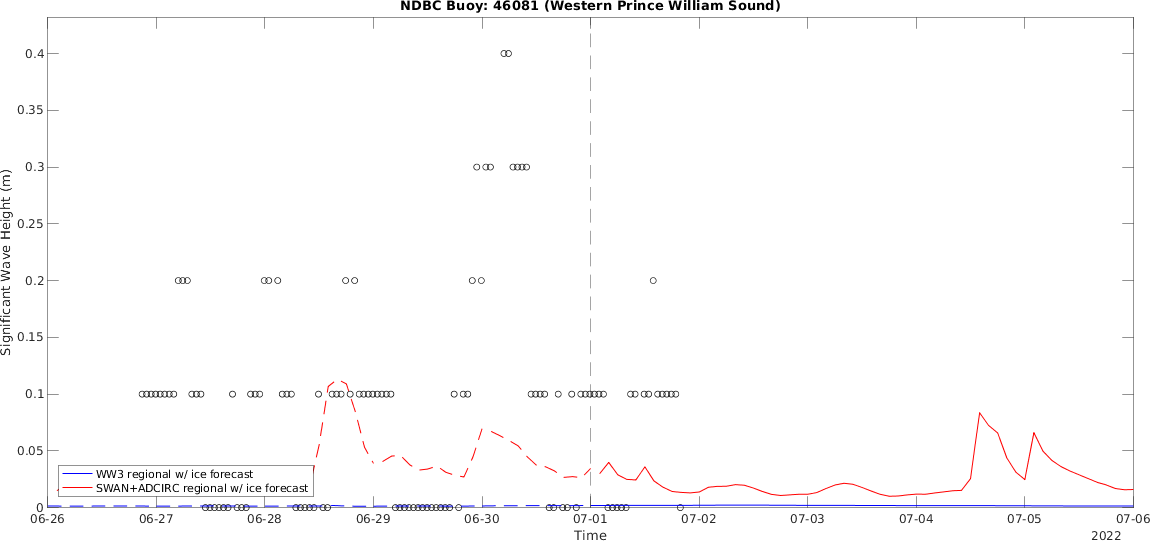 NDBC Buoy: 46081 (Western Prince William Sound)
Significant Wave Height (m)
0.4
0.35
0.3
0.25
0.2
0.15
0.1
0.05
0
WW3 regional w/ ice forecast
SWAN+ADCIRC regional w/ ice forecast
06-26 06-27 06-28 06-29 06-30 07-01 07-02 07-03 07-04 07-05 07-06
Time
2022